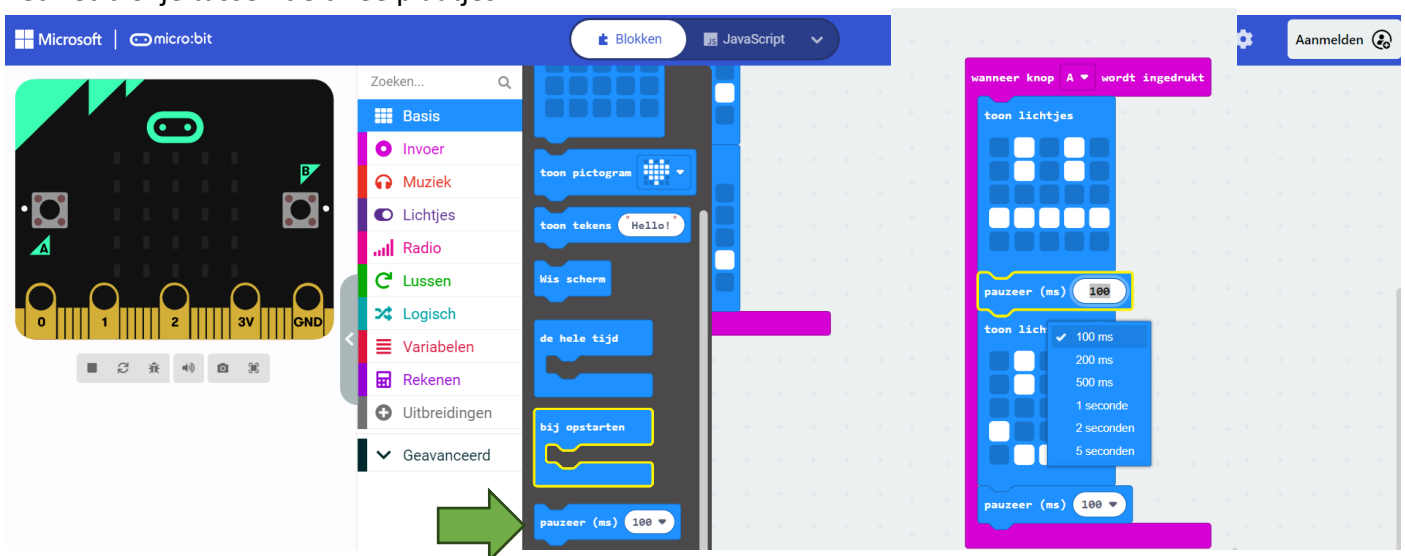 Microsoft | micro:bit
Blokken
JavaScript
Aanmelden
Zoeken...
Basis
Invoer
Muziek
Lichtjes
Radio
Lussen
Logisch
Variabelen
Rekenen
Uitbreidingen
Geavanceerd
B
A
0 1 2 3V GND
toon pictogram
toon tekens "Hello!"
Wis scherm
de hele tijd
bij opstarten
pauzeer (ms) 100
wanneer knop A wordt ingedrukt
toon lichtjes
pauzeer (ms) 100
toon lich
100 ms
200 ms
500 ms
1 seconde
2 seconden
5 seconden
pauzeer (ms) 100